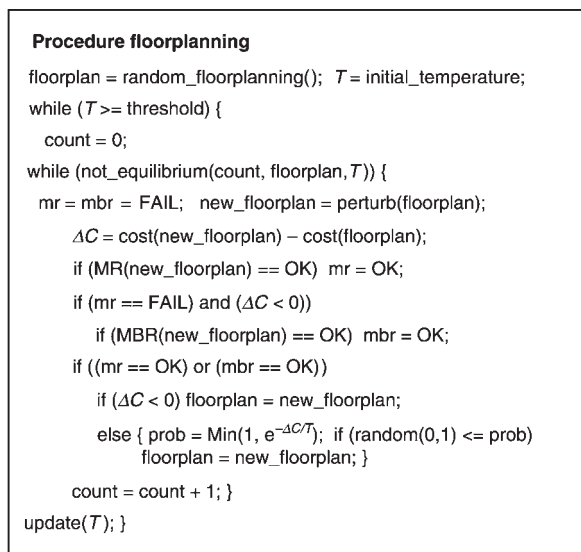 Procedure floorplanning
floorplan = random_floorplanning(); T = initial_temperature;
while (T >= threshold) {
count = 0;
while (not_equilibrium(count, floorplan, T)) {
mr = mbr = FAIL; new_floorplan = perturb(floorplan);
ΔC = cost(new_floorplan) – cost(floorplan);
if (MR(new_floorplan) == OK) mr = OK;
if (mr == FAIL) and (ΔC < 0))
if (MBR(new_floorplan) == OK) mbr = OK;
if ((mr == OK) or (mbr == OK))
if (ΔC < 0) floorplan = new_floorplan;
else { prob = Min(1, e^–ΔC/T); if (random(0,1) <= prob)
floorplan = new_floorplan; }
count = count + 1; }
update(T); }